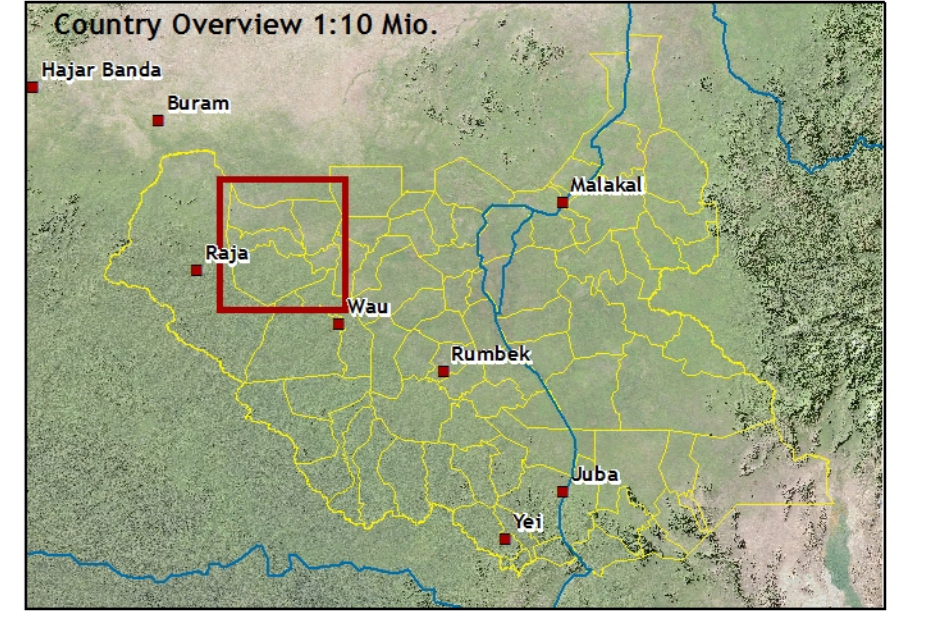 Country Overview 1:10 Mio.
Hajar Banda
Buram
Malakal
Raja
Wau
Rumbek
Juba
Yei